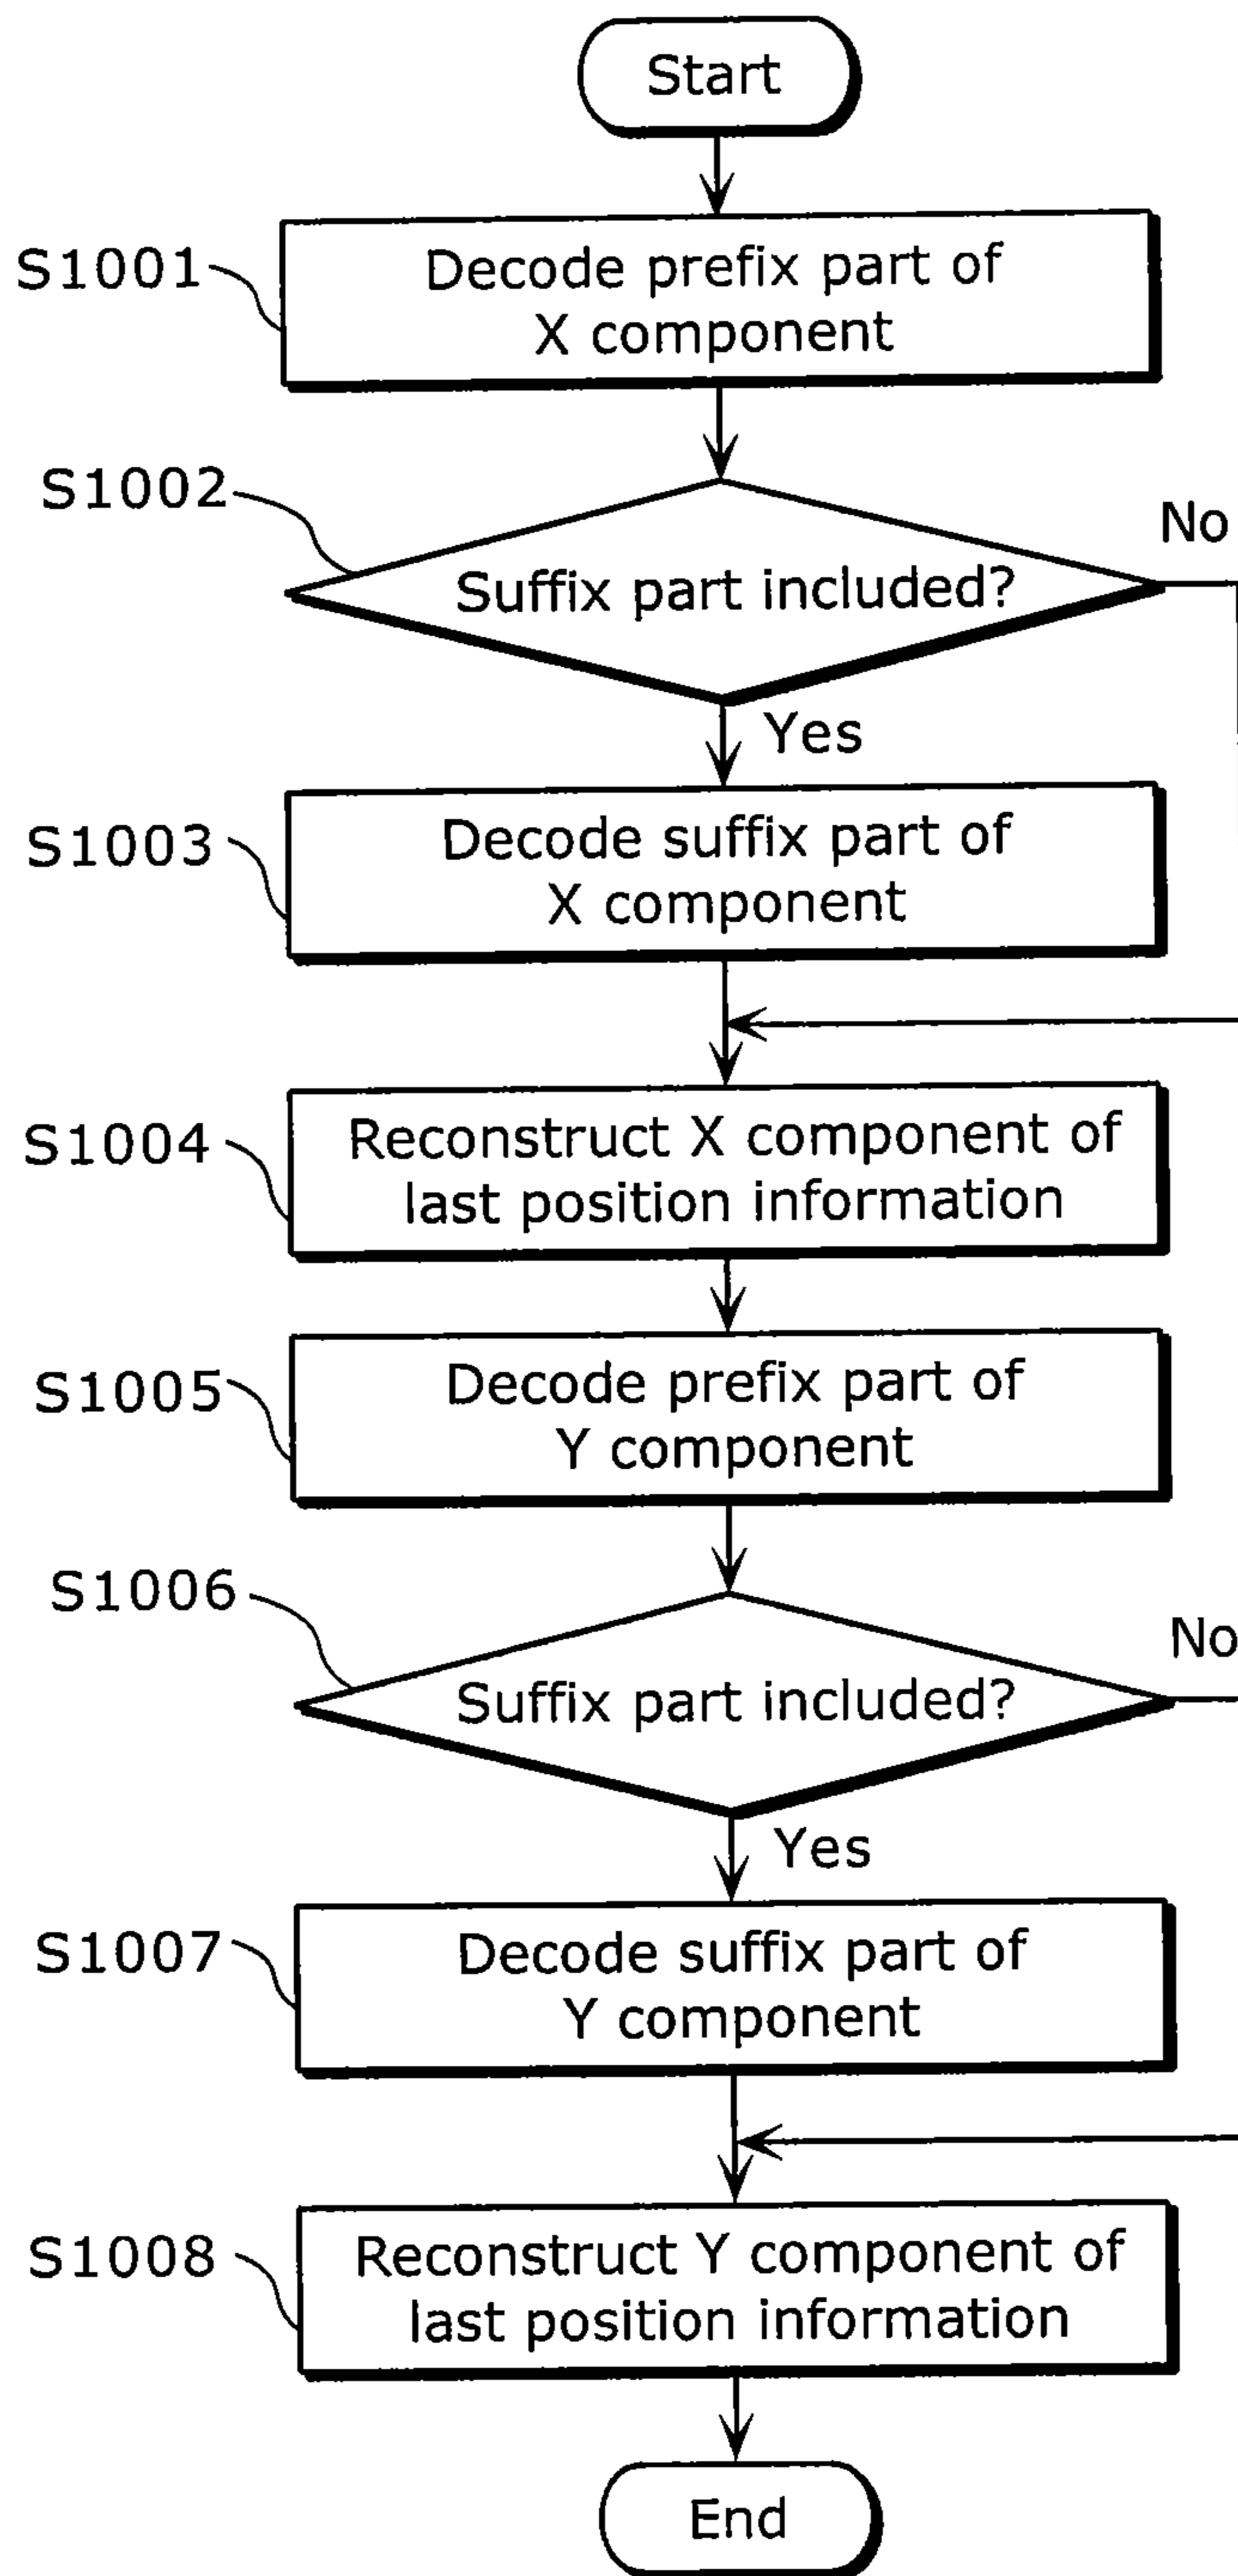 Start
S1001
Decode prefix part of
X component
S1002
No
Suffix part included?
Yes
S1003
Decode suffix part of
X component
S1004
Reconstruct X component of
last position information
S1005
Decode prefix part of
Y component
S1006
No
Suffix part included?
Yes
S1007
Decode suffix part of
Y component
S1008
Reconstruct Y component of
last position information
End